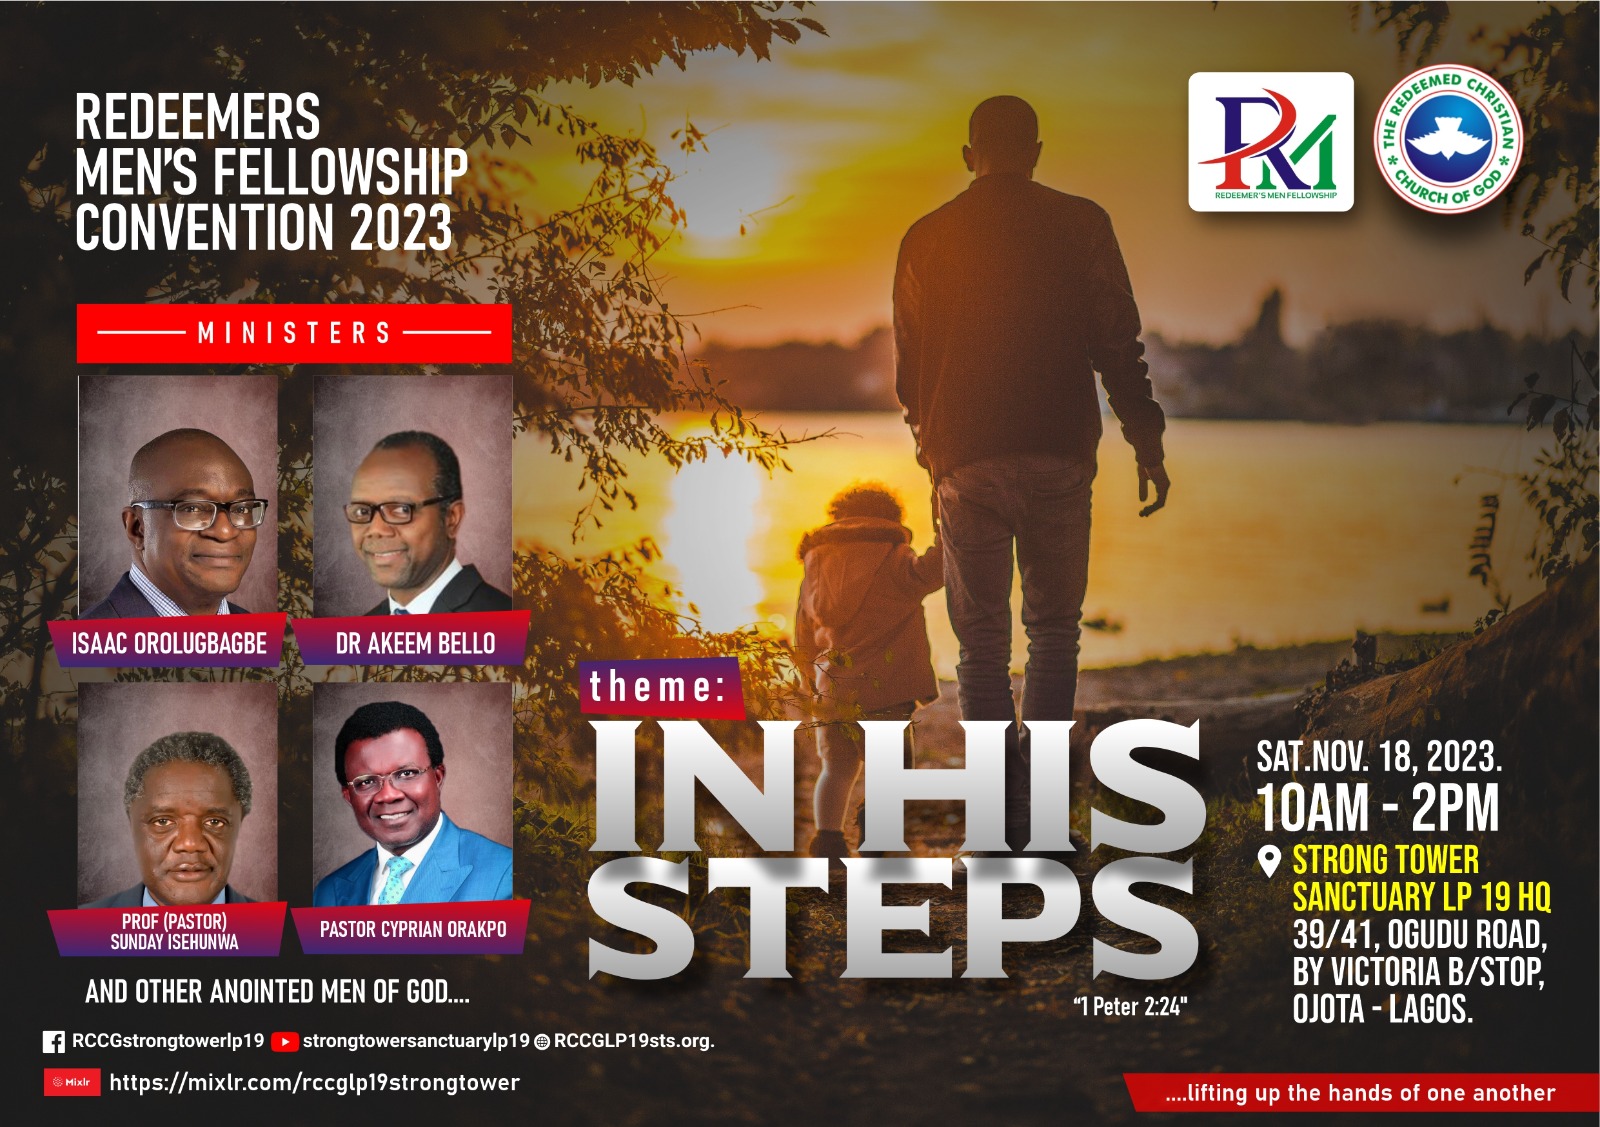 REDEEMERS
MEN'S FELLOWSHIP
CONVENTION 2023
RM
REDEEMER'S MEN FELLOWSHIP
* THE REDEEMED CHRISTIAN *
CHURCH OF GOD
MINISTERS
ISAAC OROLUGBAGBE
DR AKEEM BELLO
PROF (PASTOR)
SUNDAY ISEHUNWA
PASTOR CYPRIAN ORAKPO
AND OTHER ANOINTED MEN OF GOD....
theme:
IN HIS
STEPS
"1 Peter 2:24"
SAT.NOV. 18, 2023.
10AM - 2PM
STRONG TOWER
SANCTUARY LP 19 HQ
39/41, OGUDU ROAD,
BY VICTORIA B/STOP,
OJOTA - LAGOS.
RCCGstrongtowerlp19 strongtowersanctuarylp19 RCCGLP19sts.org.
Mixlr https://mixlr.com/rccglp19strongtower
....lifting up the hands of one another